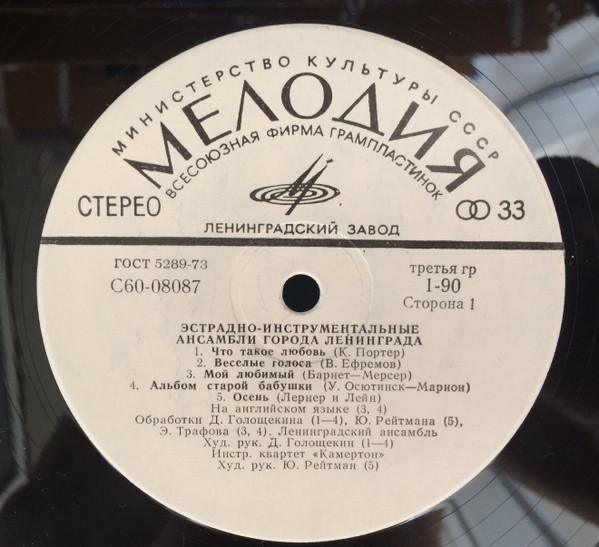 МИНИСТЕРСТВО КУЛЬТУРЫ СССР
МЕЛОДИЯ
ВСЕСОЮЗНАЯ ФИРМА ГРАМПЛАСТИНОК
СТЕРЕО 33
ЛЕНИНГРАДСКИЙ ЗАВОД
ГОСТ 5289-73 третья гр
С60-08087 1-90
Сторона 1
ЭСТРАДНО-ИНСТРУМЕНТАЛЬНЫЕ
АНСАМБЛИ ГОРОДА ЛЕНИНГРАДА
1. Что такое любовь (К. Портер)
2. Веселые голоса (В. Ефремов)
3. Мой любимый (Барнет—Мерсер)
4. Альбом старой бабушки (У. Осютинск—Марион)
5. Осень (Лернер и Лейн)
На английском языке (3, 4)
Обработки Д. Голощекина (1—4), Ю. Рейтмана (5),
Э. Трафова (3, 4), Ленинградский ансамбль
Худ. рук. Д. Голощекин (1—4)
Инстр. квартет «Камертон»
Худ. рук. Ю. Рейтман (5)